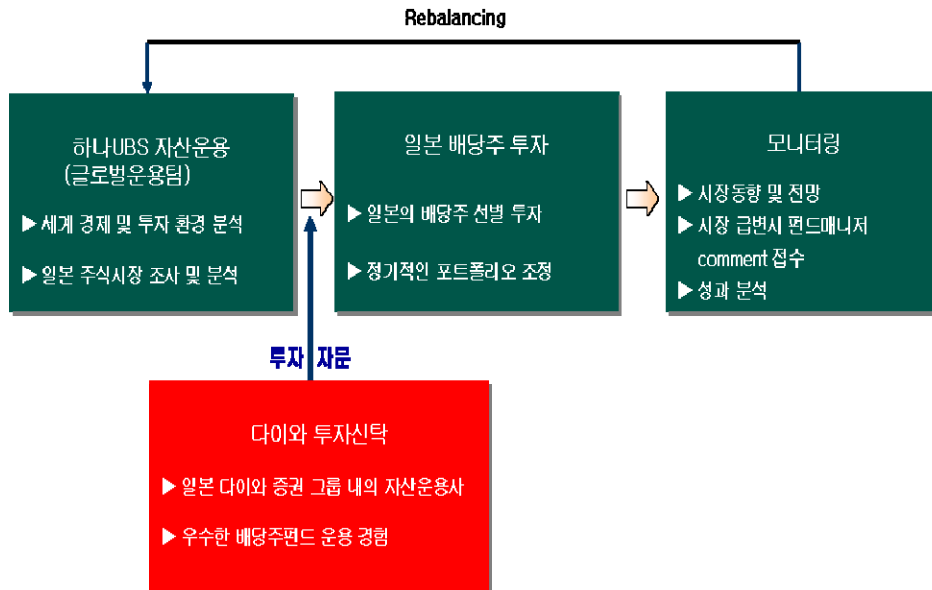 Rebalancing
하나UBS 자산운용
(글로벌운용팀)
▶ 세계 경제 및 투자 환경 분석
▶ 일본 주식시장 조사 및 분석
일본 배당주 투자
▶ 일본의 배당주 선별 투자
▶ 정기적인 포트폴리오 조정
모니터링
▶ 시장동향 및 전망
▶ 시장 급변시 펀드매니저
comment 접수
▶ 성과 분석
투자 자문
다이와 투자신탁
▶ 일본 다이와 증권 그룹 내의 자산운용사
▶ 우수한 배당주펀드 운용 경험